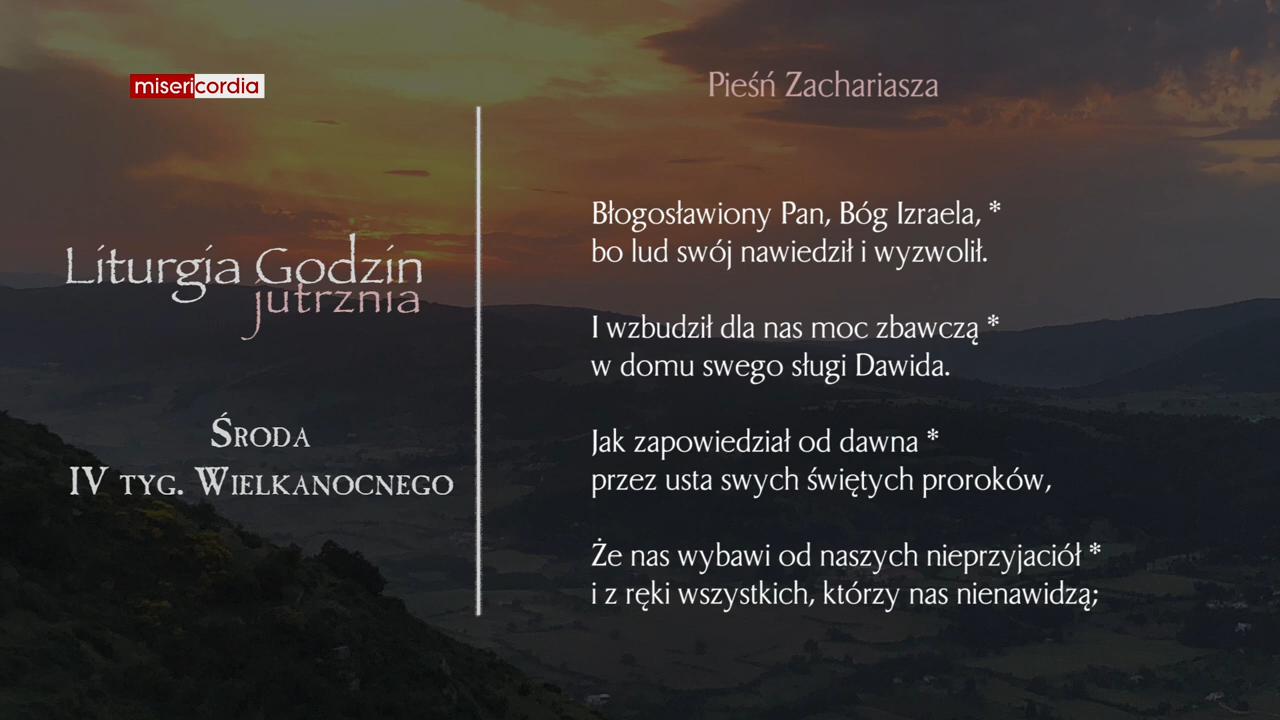 misericordia
Liturgia Godzin
jutrznia
Środa
IV tyg. Wielkanocnego
Pieśń Zachariasza
Błogosławiony Pan, Bóg Izraela, *
bo lud swój nawiedził i wyzwolił.
I wzbudził dla nas moc zbawczą *
w domu swego sługi Dawida.
Jak zapowiedział od dawna *
przez usta swych świętych proroków,
Że nas wybawi od naszych nieprzyjaciół *
i z ręki wszystkich, którzy nas nienawidzą;